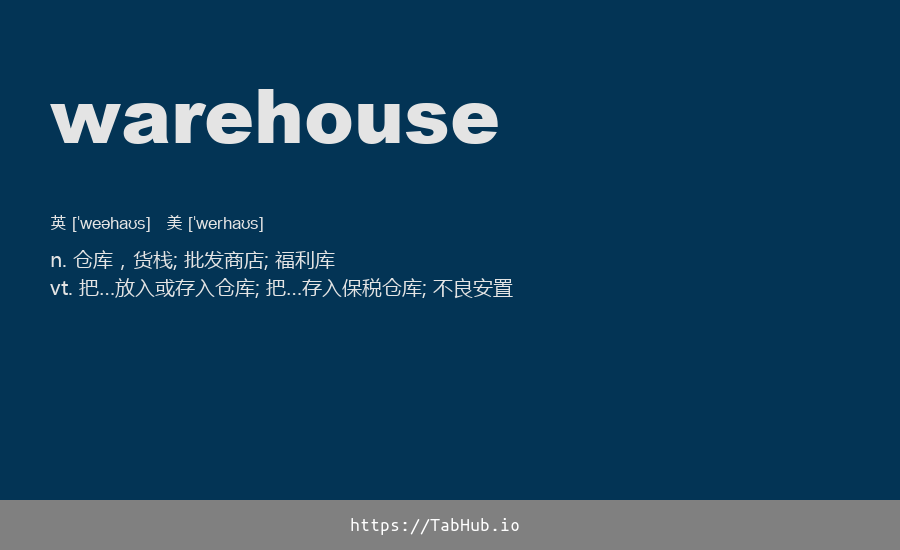 warehouse
英 [ˈweəhaʊs] 美 [ˈwerhaʊs]
n. 仓库，货栈; 批发商店; 福利库
vt. 把...放入或存入仓库; 把...存入保税仓库; 不良安置
https://TabHub.io